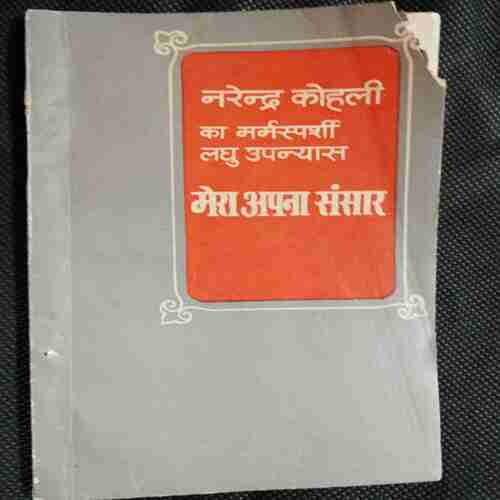 नरेन्द्र कोहली
का मर्मस्पर्शी
लघु उपन्यास
मेरा अपना संसार